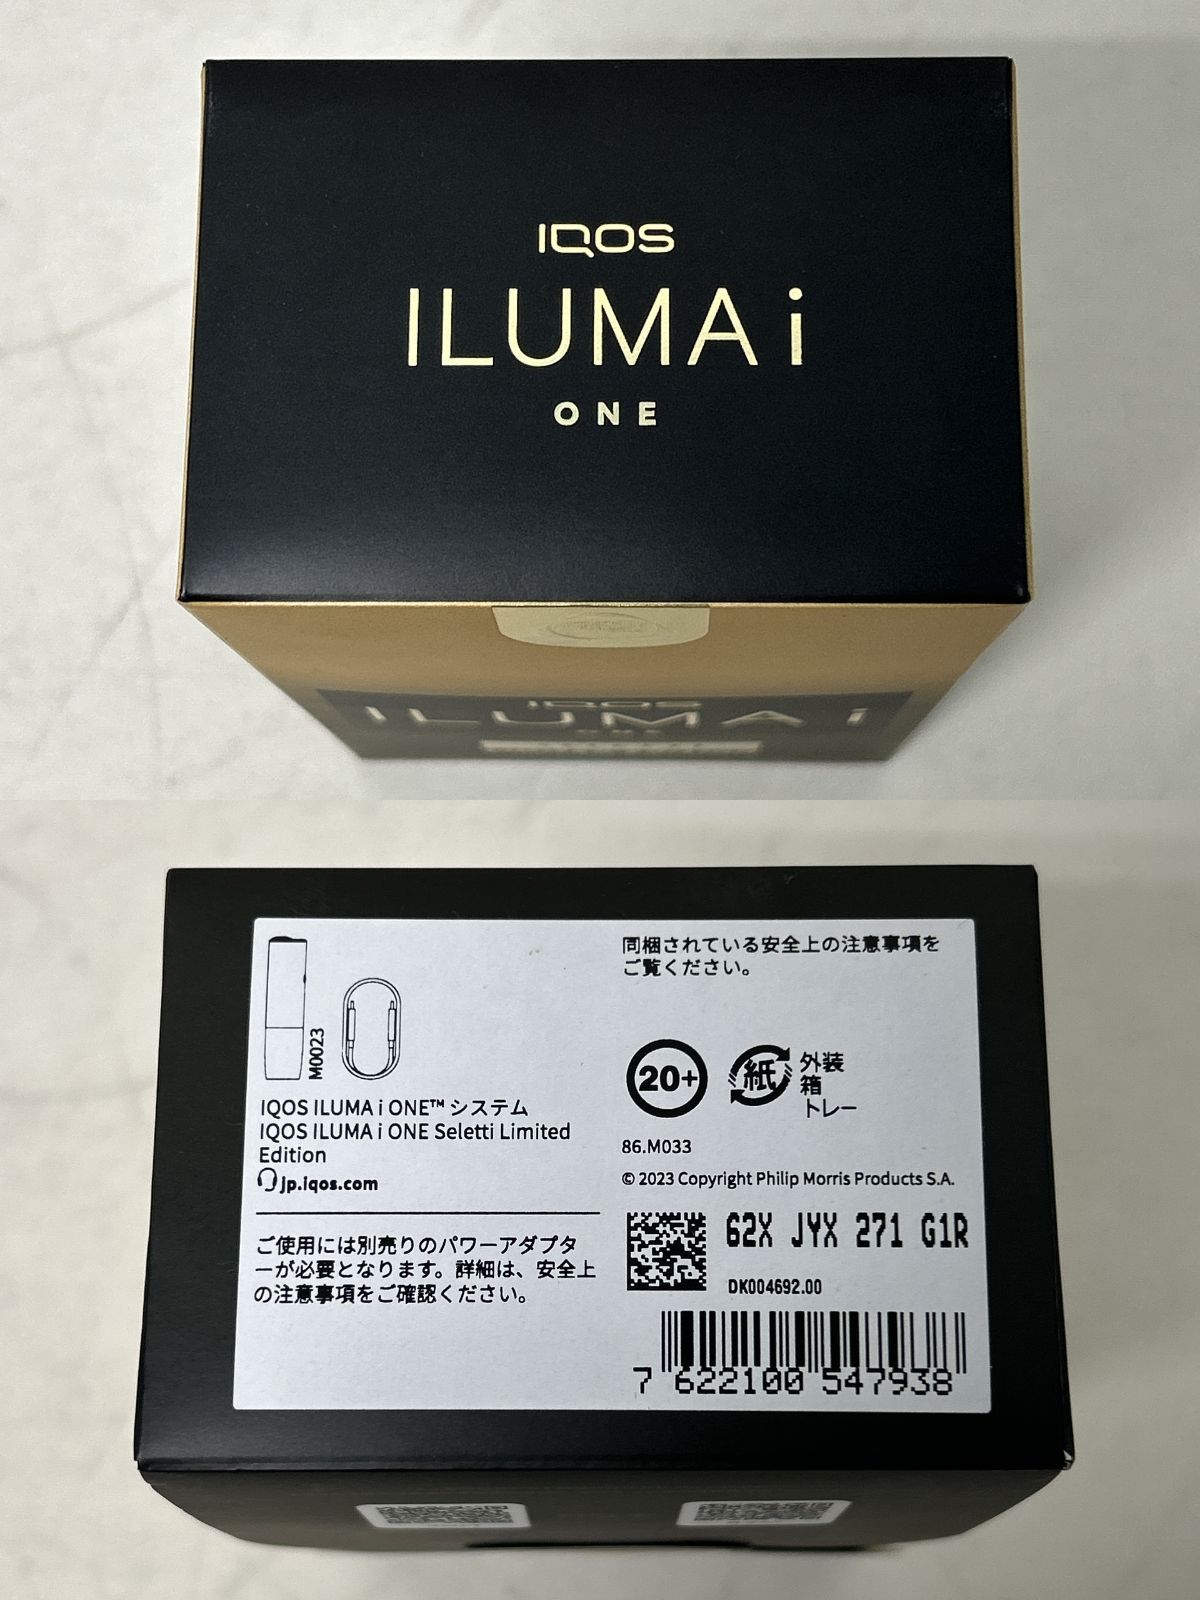 IQOS
ILUMA i
ONE
IQOS
ILUMA i
ONE
M0023
IQOS ILUMA i ONE™ システム
IQOS ILUMA i ONE Seletti Limited
Edition
jp.iqos.com
ご使用には別売りのパワーアダプタ
ーが必要となります。詳細は、安全上
の注意事項をご確認ください。
同梱されている安全上の注意事項を
ご覧ください。
20+
紙
外装
箱
トレー
86.M033
© 2023 Copyright Philip Morris Products S.A.
62X JYX 271 G1R
DK004692.00
7 622100 547938